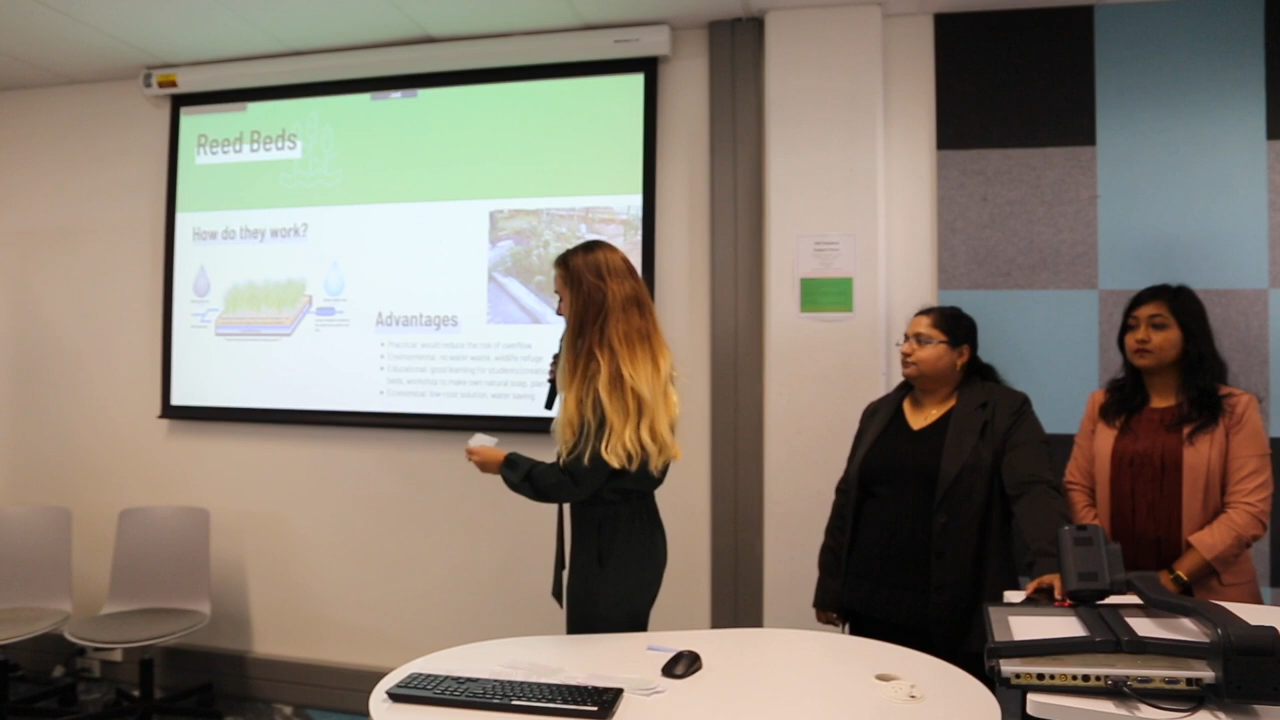 Reed Beds
How do they work?
Advantages
Practical: would reduce the risk of overflow
Environmental: no water waste, wildlife refuge
Educational: good learning for students
beds, workshop to make own natural soap,
Economical: low-cost solution, water saving